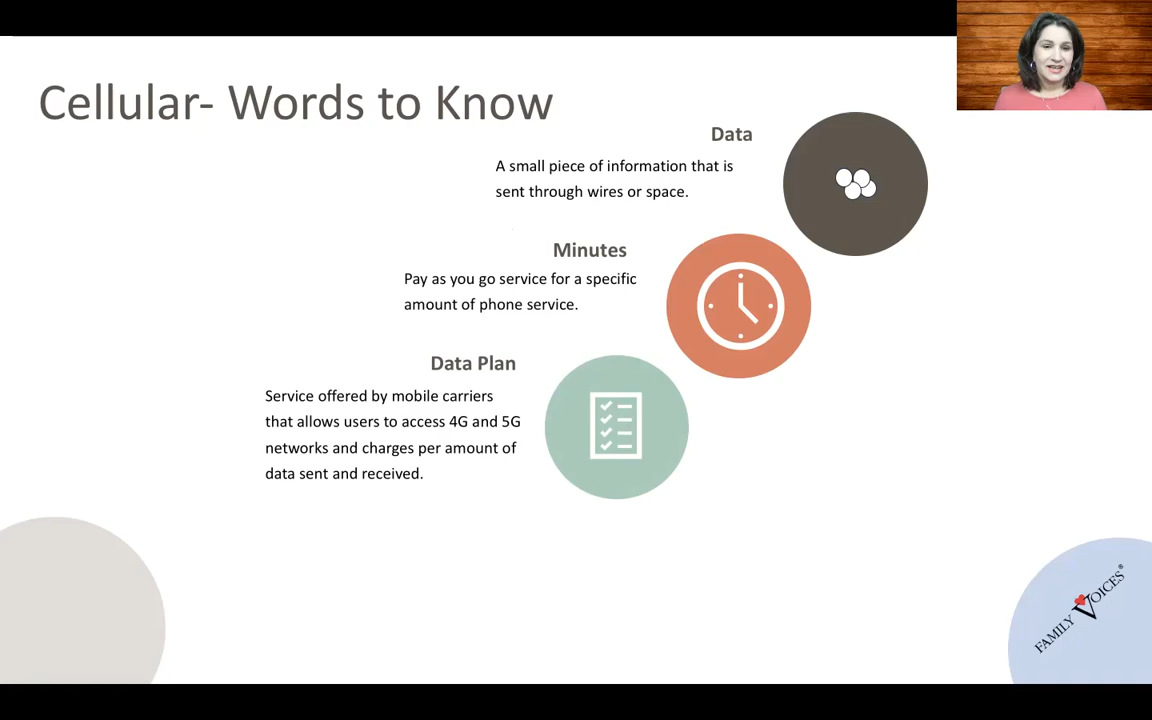 Cellular- Words to Know
Data
A small piece of information that is
sent through wires or space.
Minutes
Pay as you go service for a specific
amount of phone service.
Data Plan
Service offered by mobile carriers
that allows users to access 4G and 5G
networks and charges per amount of
data sent and received.
FAMILY VOICES®